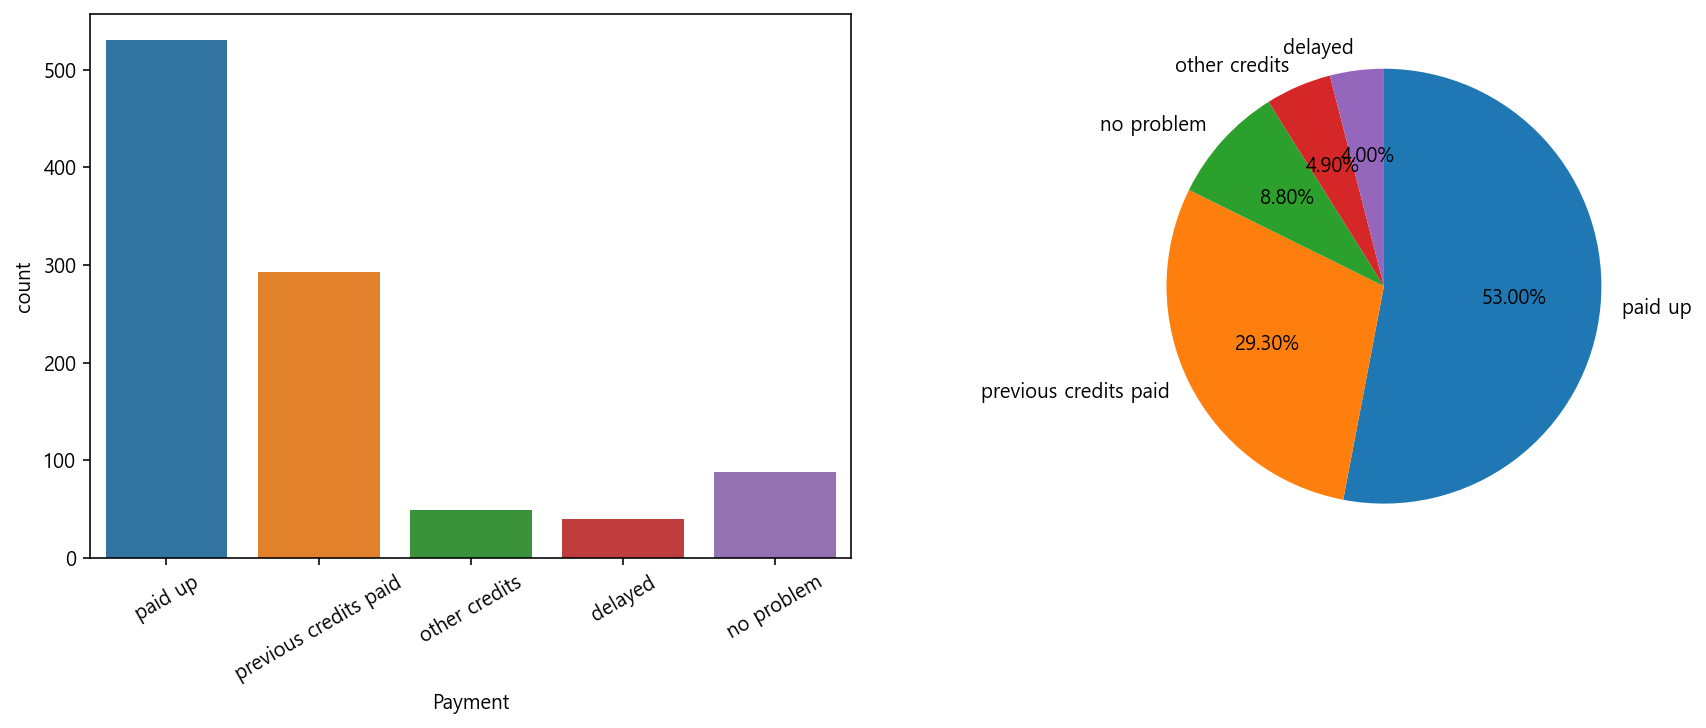 500
400
300
200
100
0
count
paid up
previous credits paid
other credits
delayed
no problem
Payment
delayed
other credits
no problem
previous credits paid
paid up
4.00%
4.90%
8.80%
29.30%
53.00%